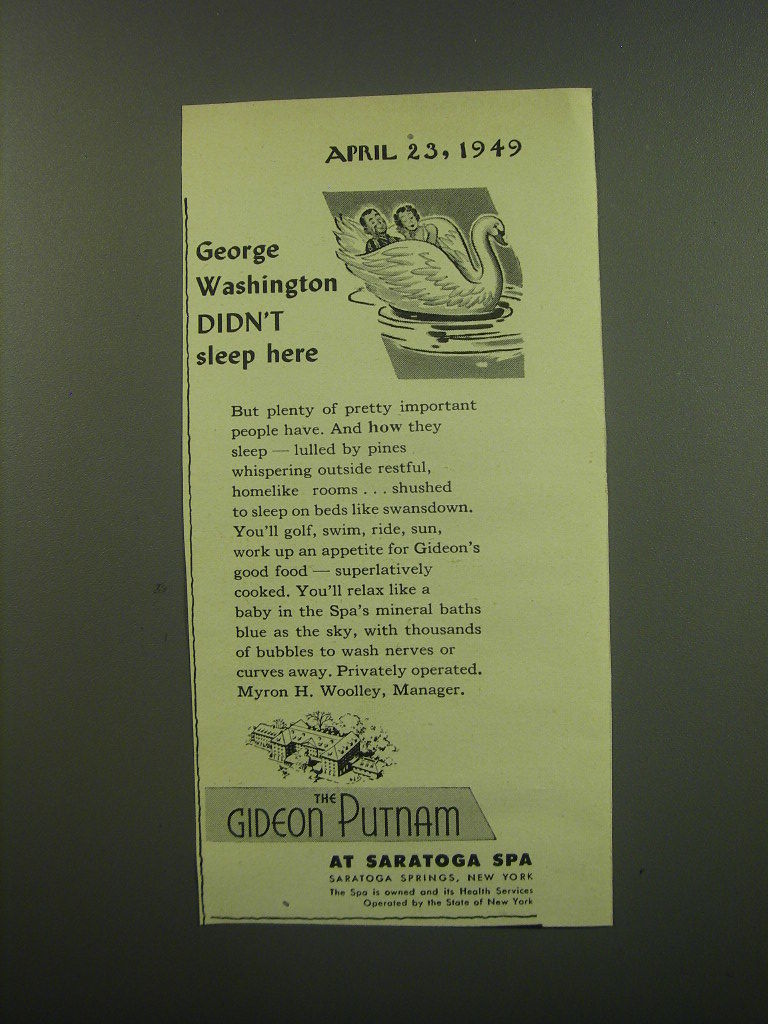 APRIL 23, 1949
George
Washington
DIDN'T
sleep here
But plenty of pretty important
people have. And how they
sleep — lulled by pines
whispering outside restful,
homelike rooms . . . shushed
to sleep on beds like swansdown.
You'll golf, swim, ride, sun,
work up an appetite for Gideon's
good food — superlatively
cooked. You'll relax like a
baby in the Spa's mineral baths
blue as the sky, with thousands
of bubbles to wash nerves or
curves away. Privately operated.
Myron H. Woolley, Manager.
THE
GIDEON PUTNAM
AT SARATOGA SPA
SARATOGA SPRINGS, NEW YORK
The Spa is owned and its Health Services
Operated by the State of New York